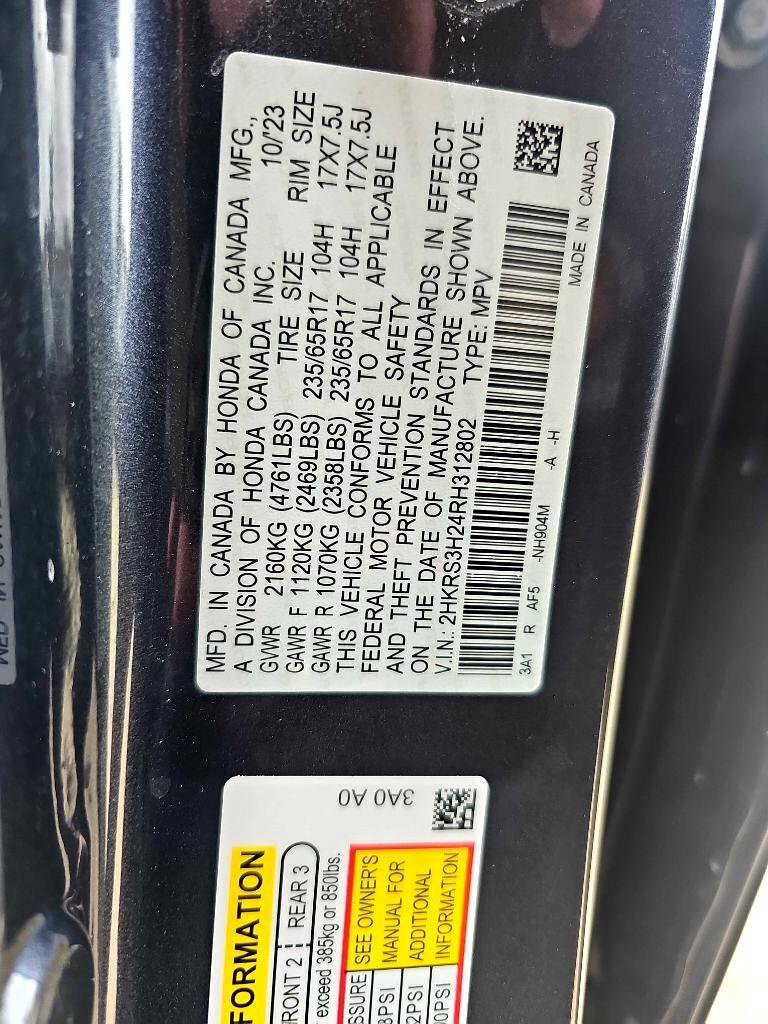 MFD. IN CANADA BY HONDA OF CANADA MFG.,
A DIVISION OF HONDA CANADA INC. 10/'23
GVWR 2160KG (4761LBS) TIRE SIZE RIM SIZE
GAWR F 1120KG (2469LBS) 235/65R17 104H 17X7.5J
GAWR R 1070KG (2358LBS) 235/65R17 104H 17X7.5J
THIS VEHICLE CONFORMS TO ALL APPLICABLE
FEDERAL MOTOR VEHICLE SAFETY
AND THEFT PREVENTION STANDARDS IN EFFECT
ON THE DATE OF MANUFACTURE SHOWN ABOVE.
V.I.N.: 2HKRS3H24RH312802 TYPE: MPV
3A1 R AF5 -NH904M -A -H
MADE IN CANADA
3A0 A0
FORMATION
FRONT 2 REAR 3
exceed 385kg or 850lbs.
SEE OWNER'S
MANUAL FOR
ADDITIONAL
INFORMATION